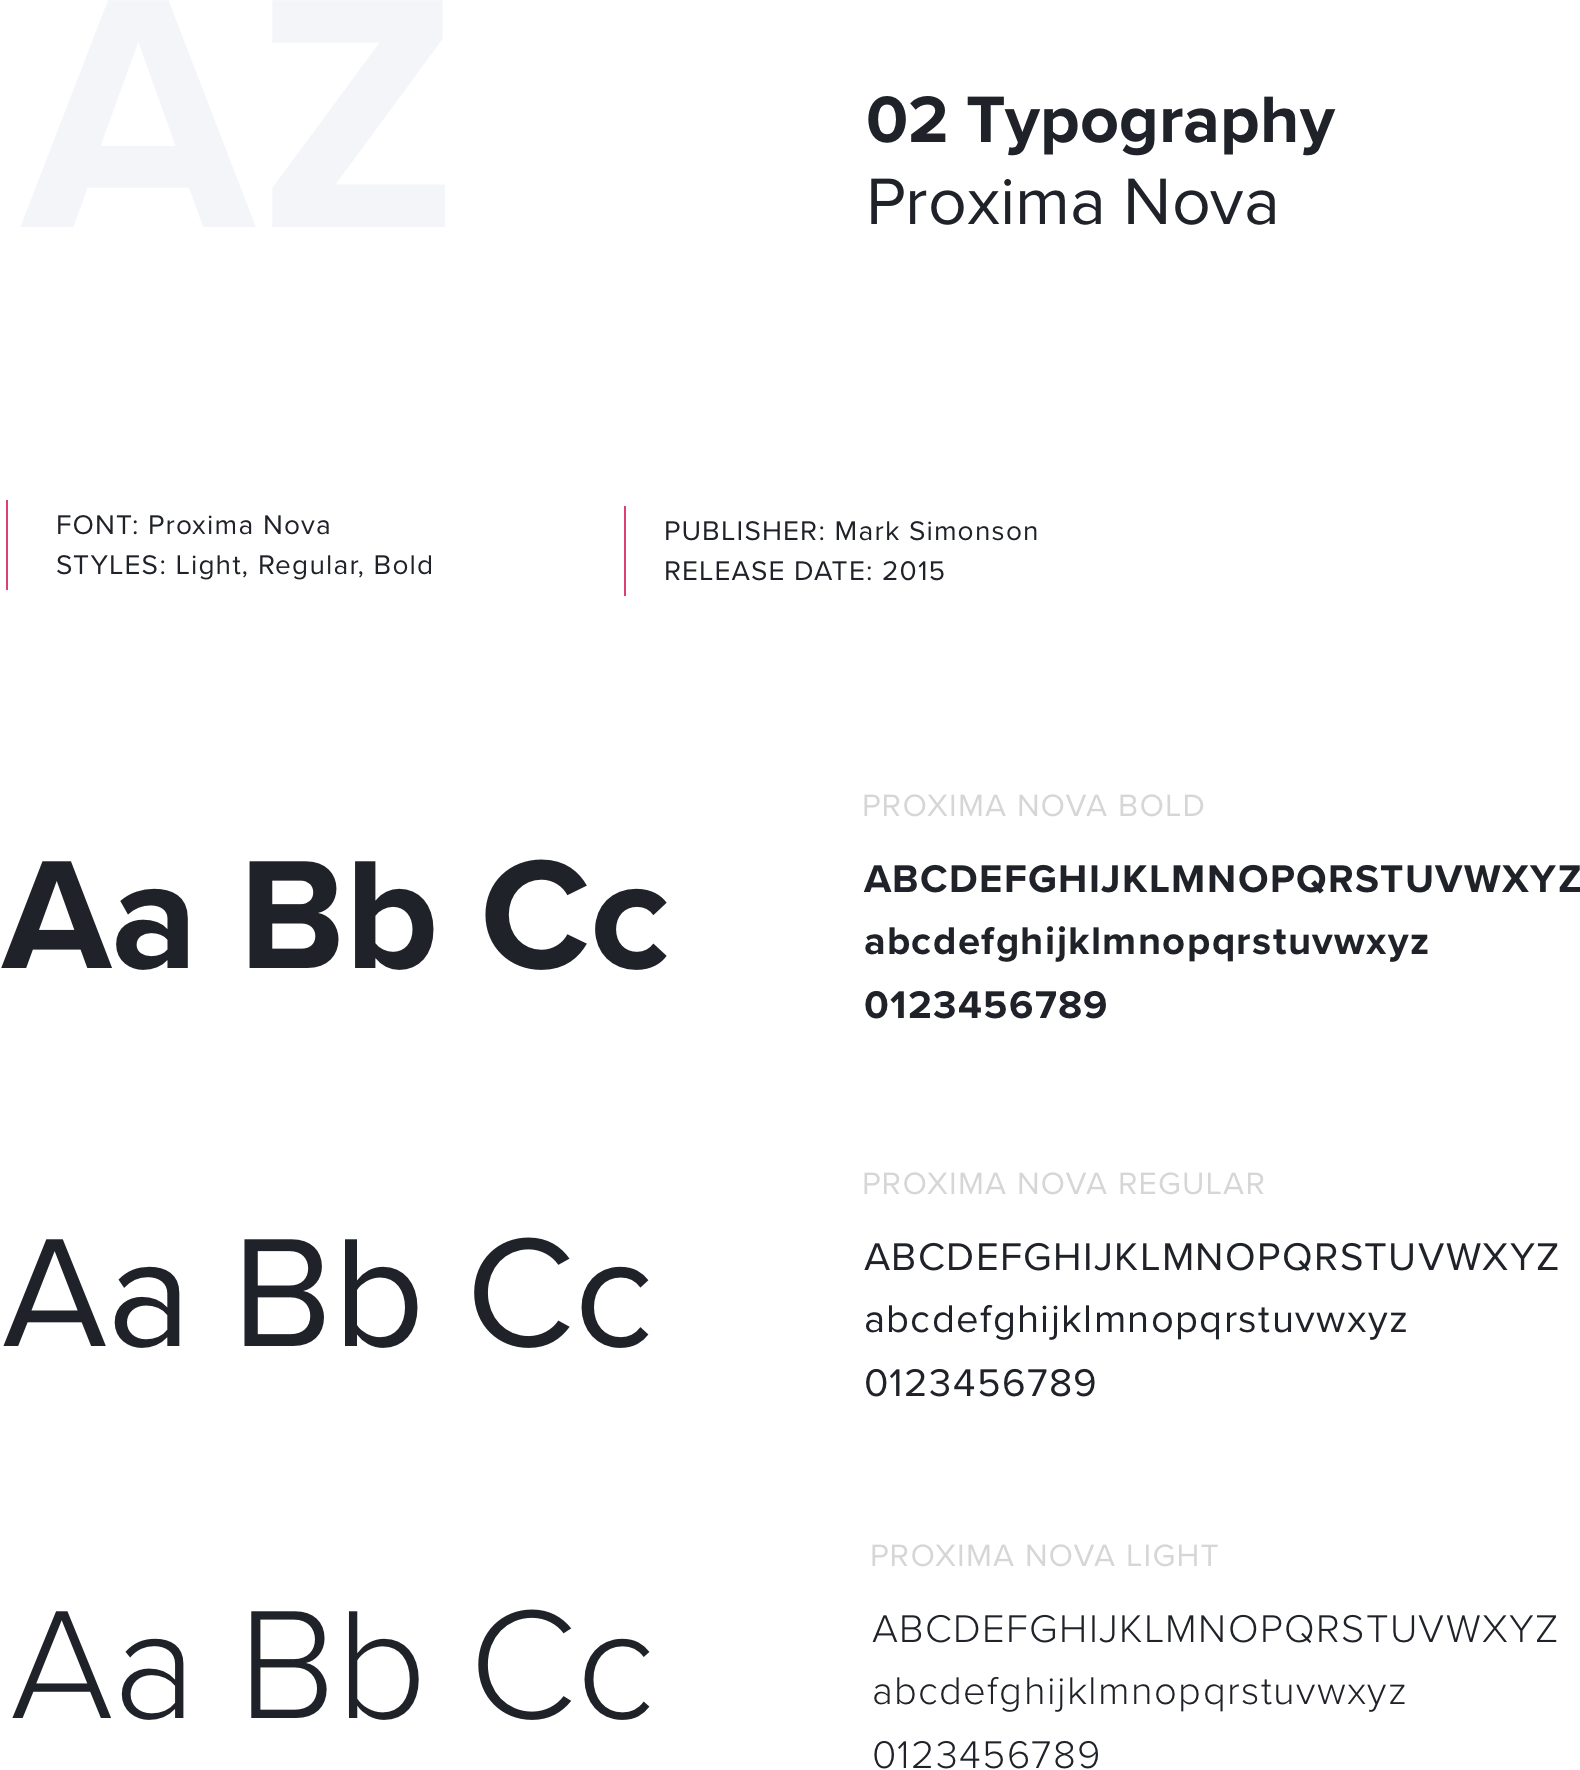 AZ
02 Typography
Proxima Nova
FONT: Proxima Nova
STYLES: Light, Regular, Bold
PUBLISHER: Mark Simonson
RELEASE DATE: 2015
PROXIMA NOVA BOLD
Aa Bb Cc
ABCDEFGHIJKLMNOPQRSTUVWXYZ
abcdefghijklmnopqrstuvwxyz
0123456789
PROXIMA NOVA REGULAR
Aa Bb Cc
ABCDEFGHIJKLMNOPQRSTUVWXYZ
abcdefghijklmnopqrstuvwxyz
0123456789
PROXIMA NOVA LIGHT
Aa Bb Cc
ABCDEFGHIJKLMNOPQRSTUVWXYZ
abcdefghijklmnopqrstuvwxyz
0123456789